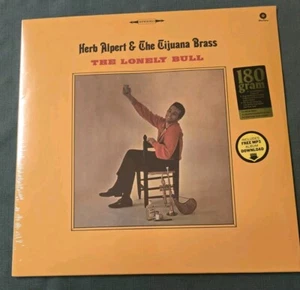 Herb Alpert & The Tijuana Brass
THE LONELY BULL
180
gram
FREE MP3
DOWNLOAD